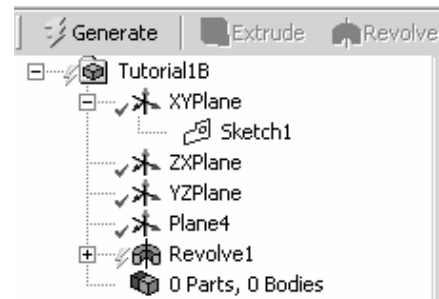 Generate Extrude Revolve
Tutorial1B
XYPlane
Sketch1
ZXPlane
YZPlane
Plane4
Revolve1
0 Parts, 0 Bodies